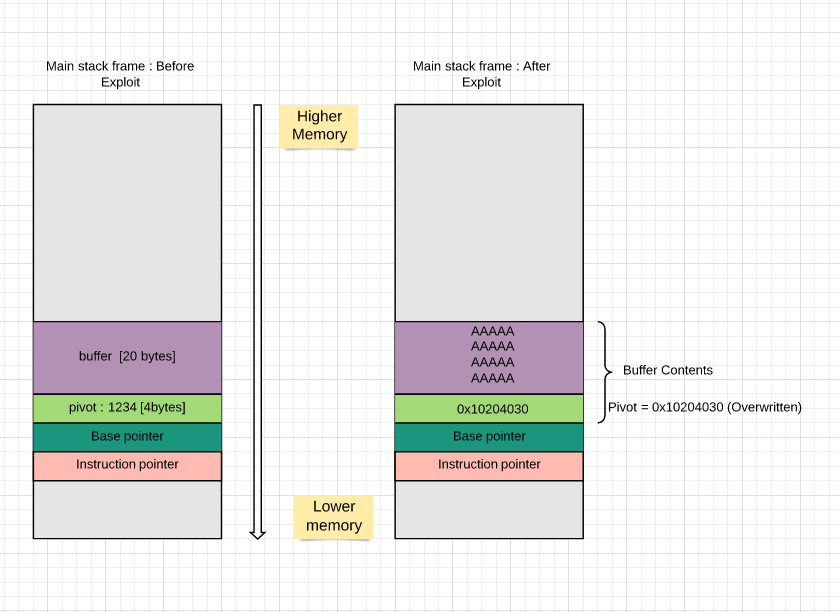 Main stack frame : Before
Exploit
Main stack frame : After
Exploit
Higher
Memory
buffer  [20 bytes]
pivot : 1234 [4bytes]
Base pointer
Instruction pointer
AAAAA
AAAAA
AAAAA
AAAAA
0x10204030
Base pointer
Instruction pointer
Buffer Contents
Pivot = 0x10204030 (Overwritten)
Lower
memory